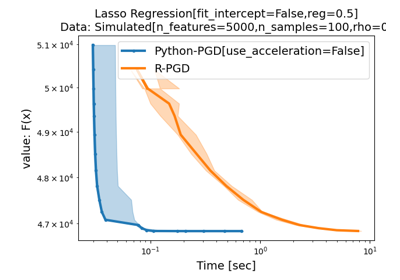 Lasso Regression[fit_intercept=False,reg=0.5]
Data: Simulated[n_features=5000,n_samples=100,rho=0
Python-PGD[use_acceleration=False]
R-PGD
value: F(x)
5.1 × 10⁴
5 × 10⁴
4.9 × 10⁴
4.8 × 10⁴
4.7 × 10⁴
10⁻¹
10⁰
10¹
Time [sec]